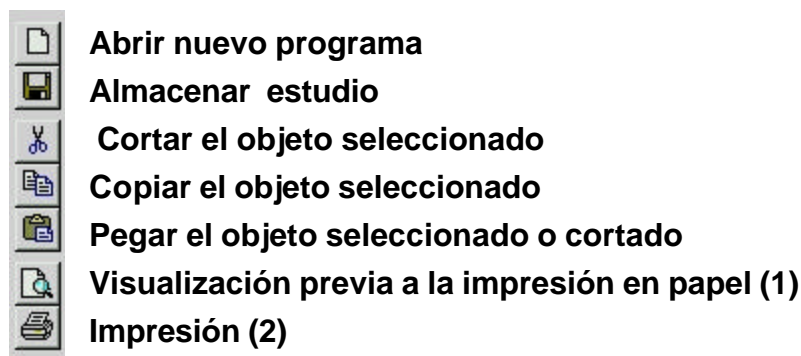 Abrir nuevo programa
Almacenar estudio
Cortar el objeto seleccionado
Copiar el objeto seleccionado
Pegar el objeto seleccionado o cortado
Visualización previa a la impresión en papel (1)
Impresión (2)